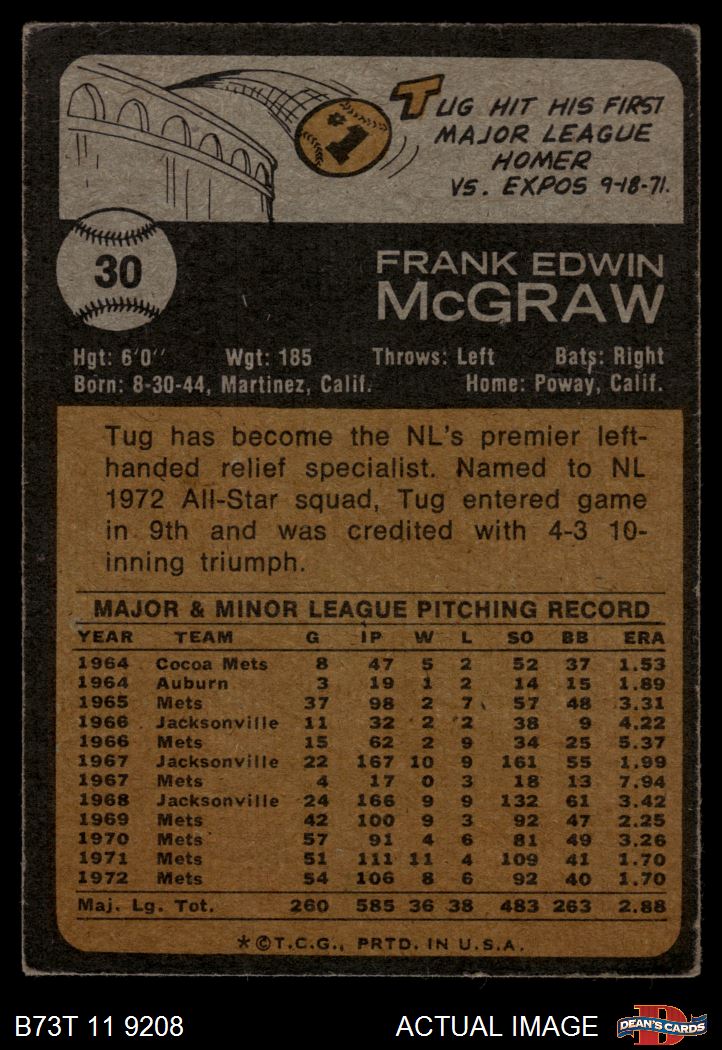 #1
TUG HIT HIS FIRST
MAJOR LEAGUE
HOMER
VS. EXPOS 9-18-71.
30
FRANK EDWIN
McGRAW
Hgt: 6'0" Wgt: 185 Throws: Left Bats: Right
Born: 8-30-44, Martinez, Calif. Home: Poway, Calif.
Tug has become the NL's premier left-
handed relief specialist. Named to NL
1972 All-Star squad, Tug entered game
in 9th and was credited with 4-3 10-
inning triumph.
MAJOR & MINOR LEAGUE PITCHING RECORD
YEAR TEAM G IP W L SO BB ERA
1964 Cocoa Mets 8 47 5 2 52 37 1.53
1964 Auburn 3 19 1 2 14 15 1.89
1965 Mets 37 98 2 7 57 48 3.31
1966 Jacksonville 11 32 2 2 38 9 4.22
1966 Mets 15 62 2 9 34 25 5.37
1967 Jacksonville 22 167 10 9 161 55 1.99
1967 Mets 4 17 0 3 18 13 7.94
1968 Jacksonville 24 166 9 9 132 61 3.42
1969 Mets 42 100 9 3 92 47 2.25
1970 Mets 57 91 4 6 81 49 3.26
1971 Mets 51 111 11 4 109 41 1.70
1972 Mets 54 106 8 6 92 40 1.70
Maj. Lg. Tot. 260 585 36 38 483 263 2.88
*©T.C.G., PRTD. IN U.S.A.
B73T 11 9208 ACTUAL IMAGE D DEAN'S CARDS